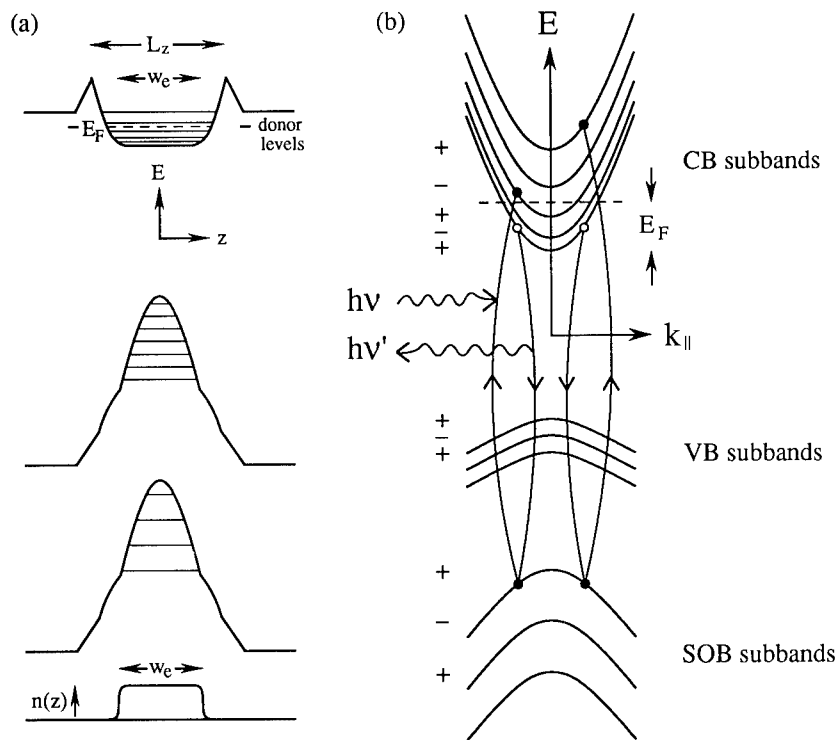 (a)
L_z
w_e
E_F
donor
levels
E
z
w_e
n(z)
(b)
E
+
−
+
−
+
CB subbands
E_F
hν
hν'
k_∥
+
−
+
VB subbands
+
−
+
SOB subbands